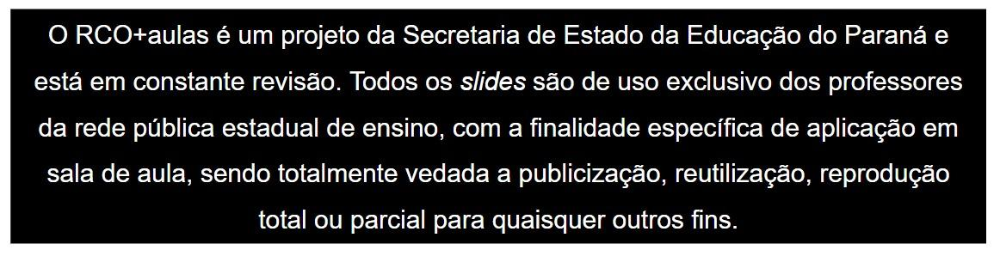 O RCO+aulas é um projeto da Secretaria de Estado da Educação do Paraná e
está em constante revisão. Todos os slides são de uso exclusivo dos professores
da rede pública estadual de ensino, com a finalidade específica de aplicação em
sala de aula, sendo totalmente vedada a publicização, reutilização, reprodução
total ou parcial para quaisquer outros fins.